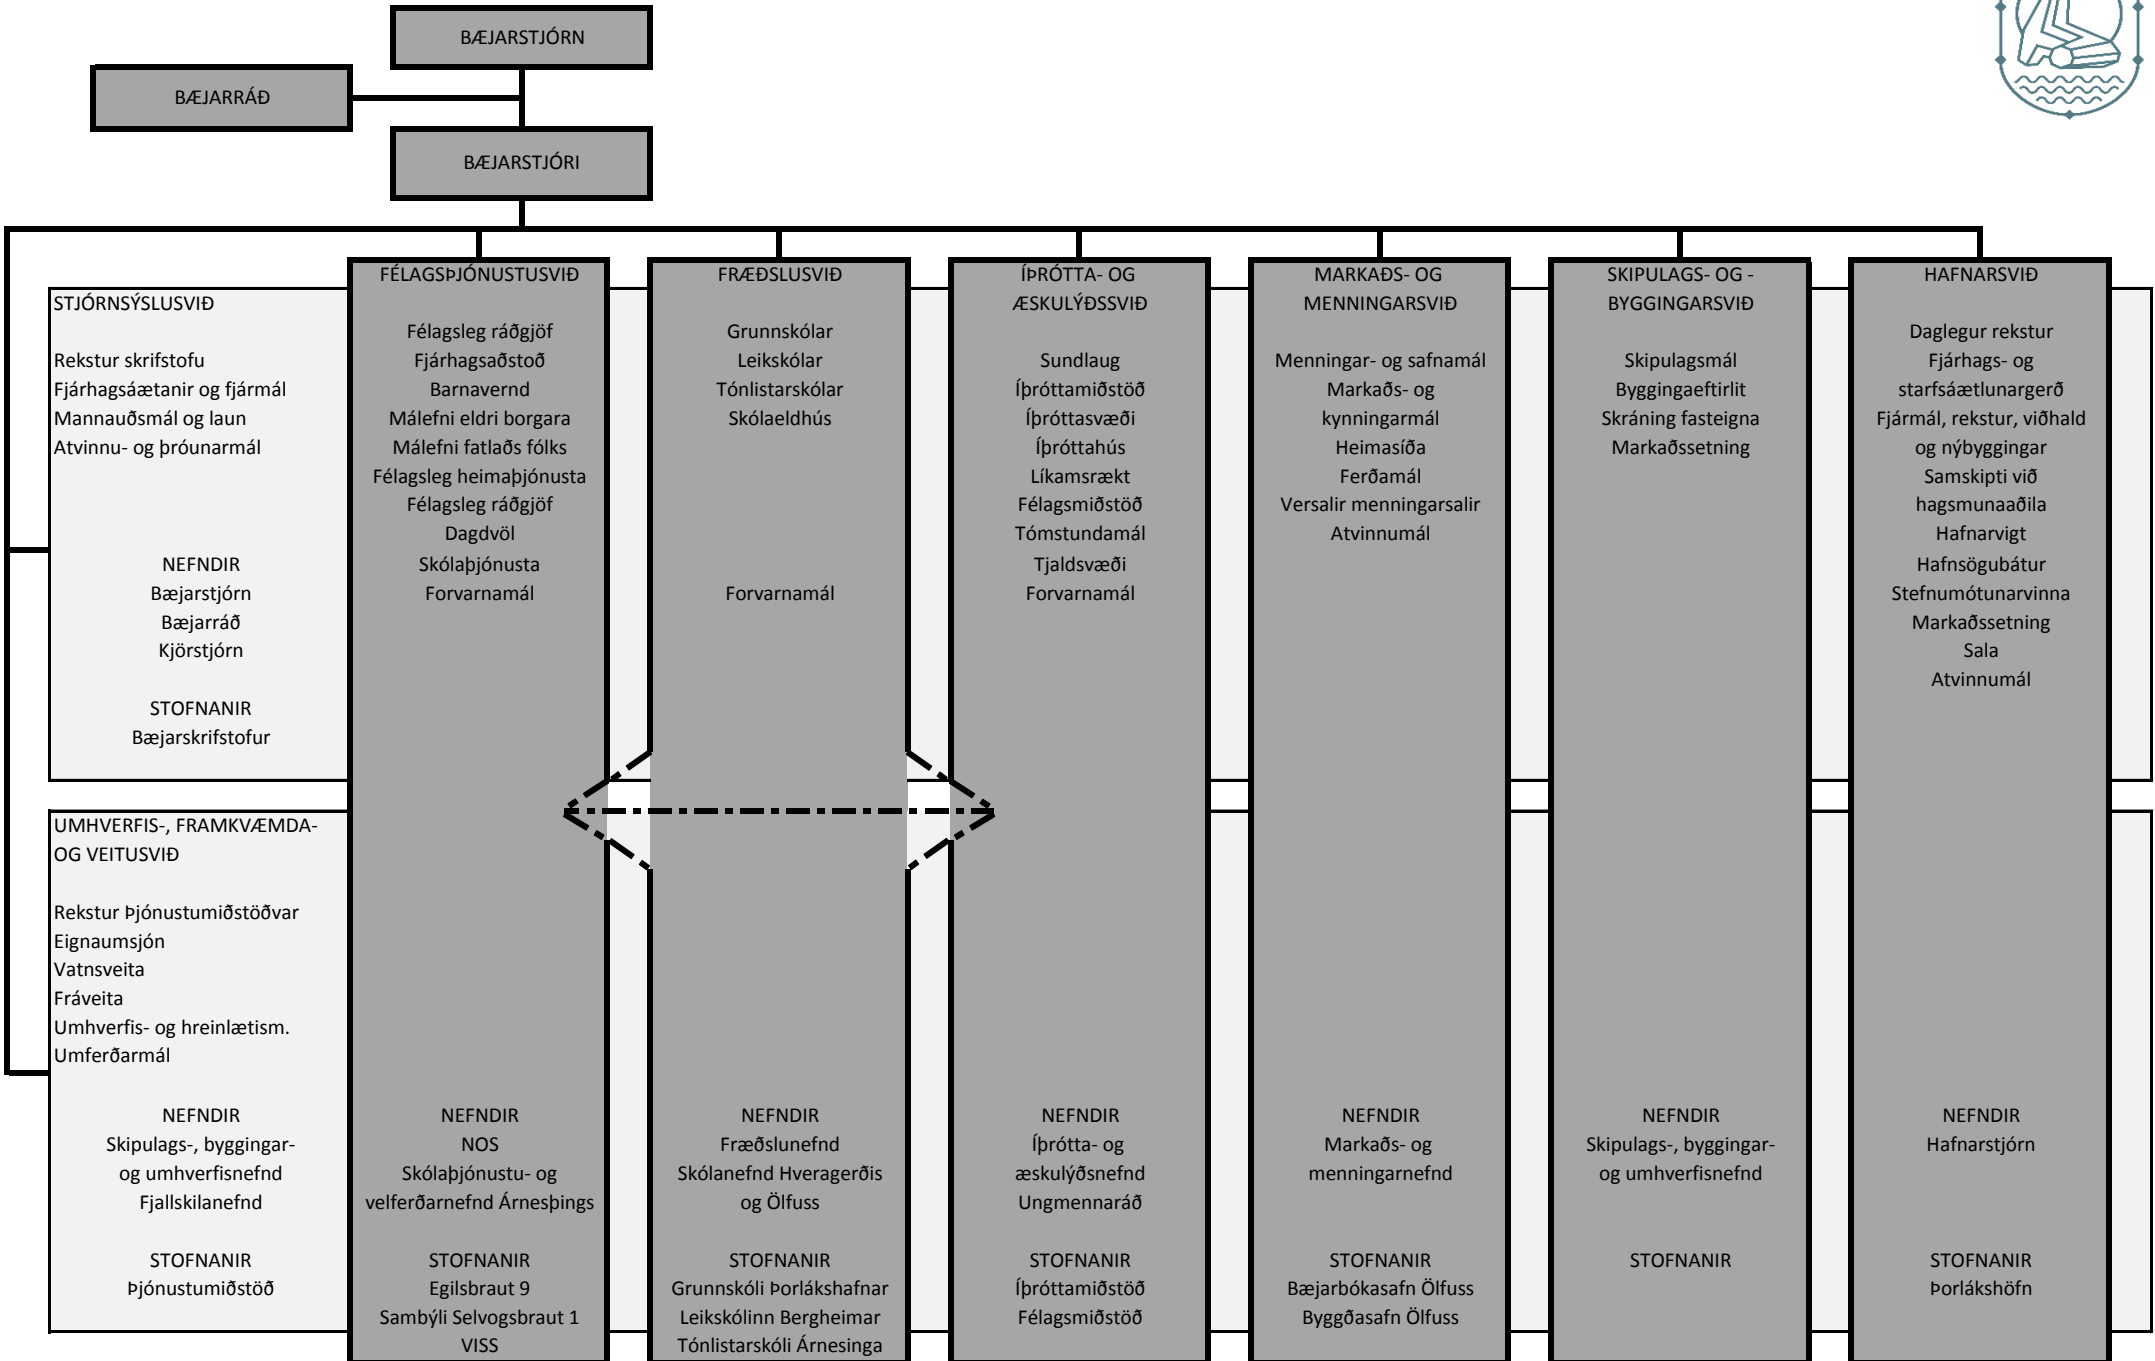 BÆJARSTJÓRN
BÆJARRÁÐ
BÆJARSTJÓRI
STJÓRNSÝSLUSVIÐ
Rekstur skrifstofu
Fjárhagsáætanir og fjármál
Mannauðsmál og laun
Atvinnu- og þróunarmál
NEFNDIR
Bæjarstjórn
Bæjarráð
Kjörstjórn
STOFNANIR
Bæjarskrifstofur
UMHVERFIS-, FRAMKVÆMDA-
OG VEITUSVIÐ
Rekstur Þjónustumiðstöðvar
Eignaumsjón
Vatnsveita
Fráveita
Umhverfis- og hreinlætism.
Umferðarmál
NEFNDIR
Skipulags-, byggingar-
og umhverfisnefnd
Fjallskilanefnd
STOFNANIR
Þjónustumiðstöð
FÉLAGSÞJÓNUSTUSVIÐ
Félagsleg ráðgjöf
Fjárhagsaðstoð
Barnavernd
Málefni eldri borgara
Málefni fatlaðs fólks
Félagsleg heimaþjónusta
Félagsleg ráðgjöf
Dagdvöl
Skólaþjónusta
Forvarnamál
NEFNDIR
NOS
Skólaþjónustu- og
velferðarnefnd Árnesþings
STOFNANIR
Egilsbraut 9
Sambýli Selvogsbraut 1
VISS
FRÆÐSLUSVIÐ
Grunnskólar
Leikskólar
Tónlistarskólar
Skólaeldhús
Forvarnamál
NEFNDIR
Fræðslunefnd
Skólanefnd Hveragerðis
og Ölfuss
STOFNANIR
Grunnskóli Þorlákshafnar
Leikskólinn Bergheimar
Tónlistarskóli Árnesinga
ÍÞRÓTTA- OG
ÆSKULÝÐSSVIÐ
Sundlaug
Íþróttamiðstöð
Íþróttasvæði
Íþróttahús
Líkamsrækt
Félagsmiðstöð
Tómstundamál
Tjaldsvæði
Forvarnamál
NEFNDIR
Íþrótta- og
æskulýðsnefnd
Ungmennaráð
STOFNANIR
Íþróttamiðstöð
Félagsmiðstöð
MARKAÐS- OG
MENNINGARSVIÐ
Menningar- og safnamál
Markaðs- og
kynningarmál
Heimasíða
Ferðamál
Versalir menningarsalir
Atvinnumál
NEFNDIR
Markaðs- og
menningarnefnd
STOFNANIR
Bæjarbókasafn Ölfuss
Byggðasafn Ölfuss
SKIPULAGS- OG -
BYGGINGARSVIÐ
Skipulagsmál
Byggingaeftirlit
Skráning fasteigna
Markaðssetning
NEFNDIR
Skipulags-, byggingar-
og umhverfisnefnd
STOFNANIR
HAFNARSVIÐ
Daglegur rekstur
Fjárhags- og
starfsáætlunargerð
Fjármál, rekstur, viðhald
og nýbyggingar
Samskipti við
hagsmunaaðila
Hafnarvigt
Hafnsögubátur
Stefnumótunarvinna
Markaðssetning
Sala
Atvinnumál
NEFNDIR
Hafnarstjórn
STOFNANIR
Þorlákshöfn